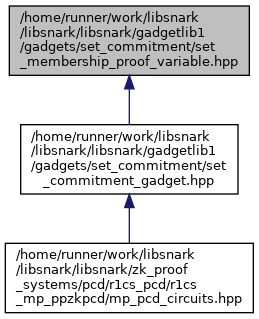 /home/runner/work/libsnark
/libsnark/libsnark/gadgetlib1
/gadgets/set_commitment/set
_membership_proof_variable.hpp
/home/runner/work/libsnark
/libsnark/libsnark/gadgetlib1
/gadgets/set_commitment/set
_commitment_gadget.hpp
/home/runner/work/libsnark
/libsnark/libsnark/zk_proof
_systems/pcd/r1cs_pcd/r1cs
_mp_ppzkpcd/mp_pcd_circuits.hpp